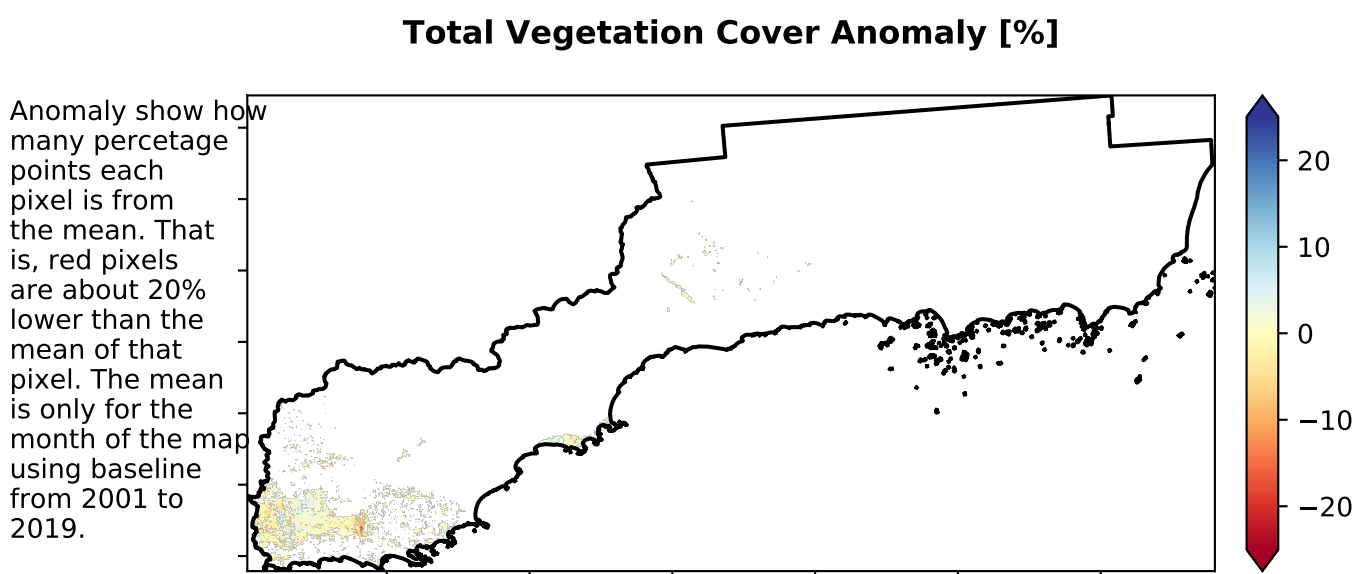 Total Vegetation Cover Anomaly [%]
Anomaly show how
many percetage
points each
pixel is from
the mean. That
is, red pixels
are about 20%
lower than the
mean of that
pixel. The mean
is only for the
month of the map
using baseline
from 2001 to
2019.
20
10
0
−10
−20